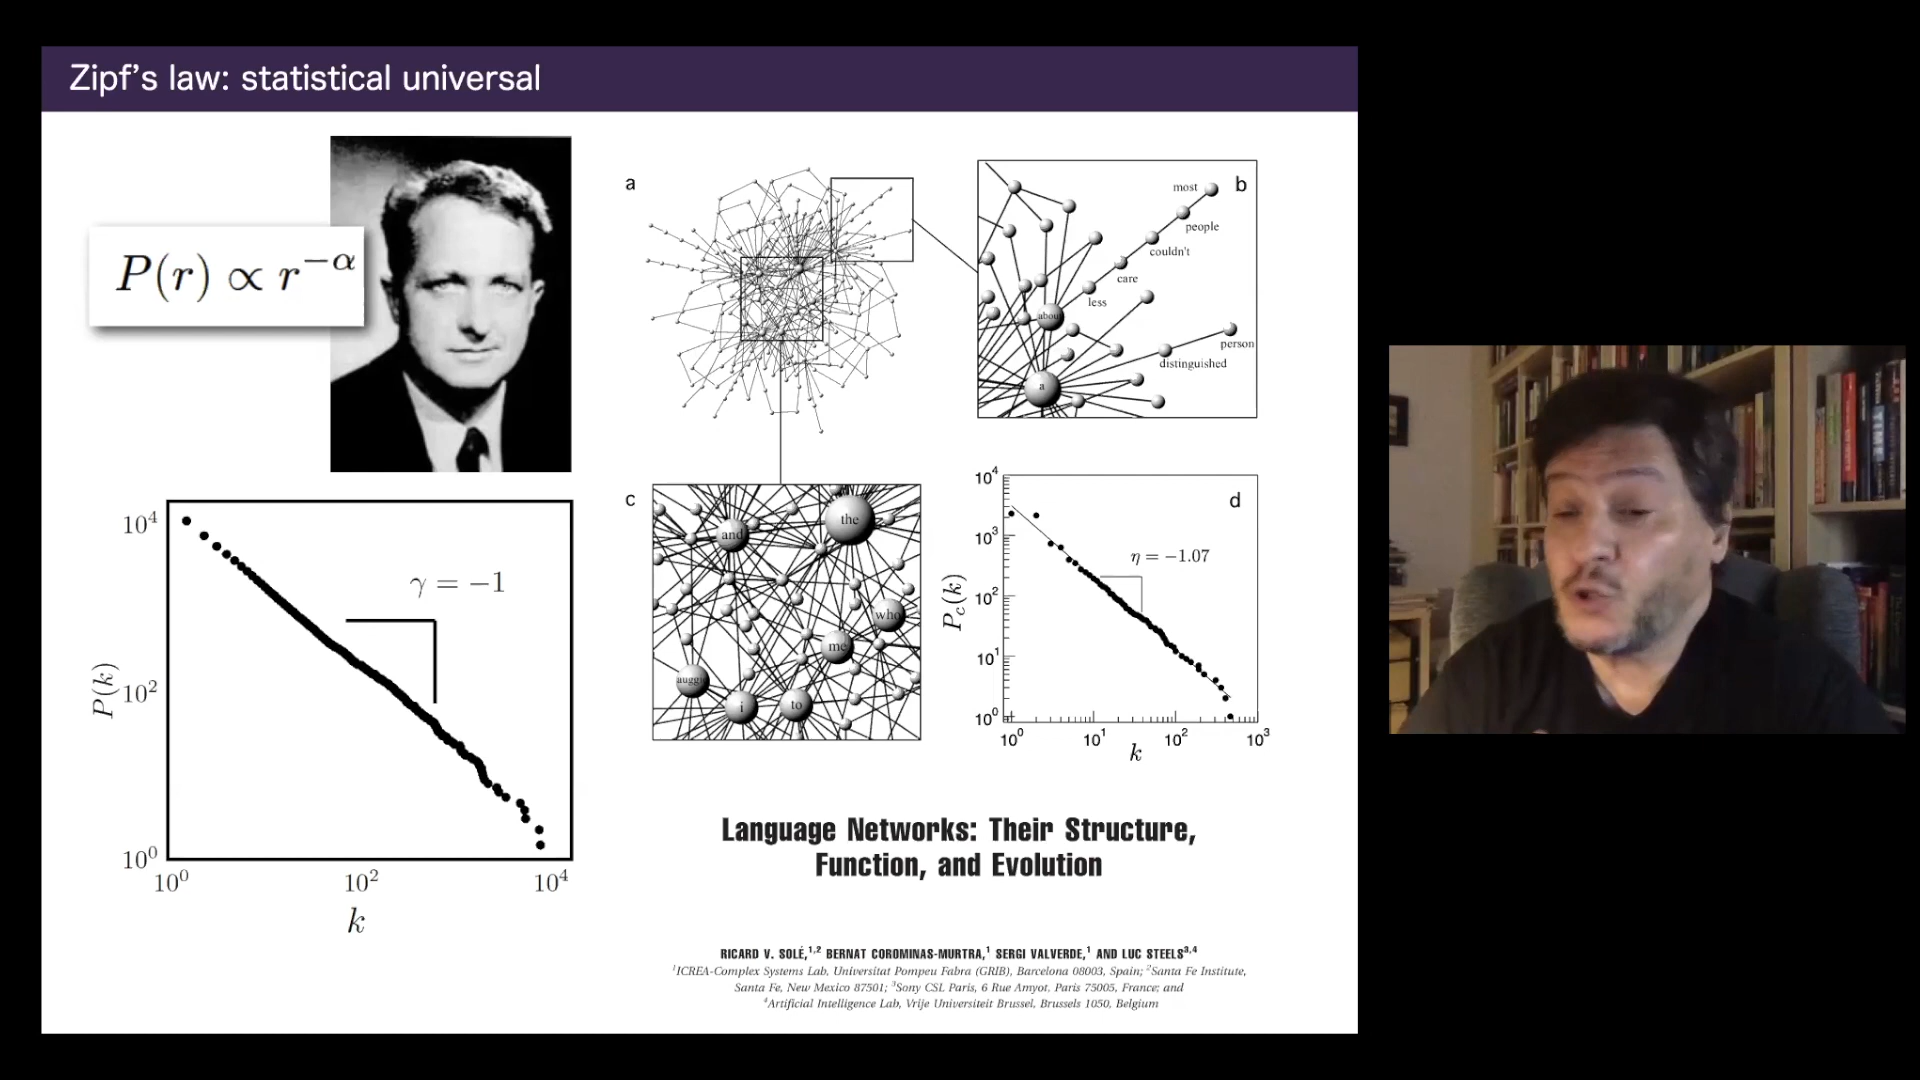 Zipf's law: statistical universal
P(r) ∝ r^{−α}
a
b
most
people
couldn't
care
less
about
a
person
distinguished
c
and
the
who
me
auggie
i
to
d
10^4
10^3
10^2
10^1
10^0
P_c(k)
η = −1.07
10^0 10^1 10^2 10^3
k
10^4
10^2
10^0
P(k)
γ = −1
10^0 10^2 10^4
k
Language Networks: Their Structure,
Function, and Evolution
RICARD V. SOLÉ,^{1,2} BERNAT COROMINAS-MURTRA,^1 SERGI VALVERDE,^1 AND LUC STEELS^{3,4}
^1ICREA-Complex Systems Lab, Universitat Pompeu Fabra (GRIB), Barcelona 08003, Spain; ^2Santa Fe Institute,
Santa Fe, New Mexico 87501; ^3Sony CSL Paris, 6 Rue Amyot, Paris 75005, France; and
^4Artificial Intelligence Lab, Vrije Universiteit Brussel, Brussels 1050, Belgium